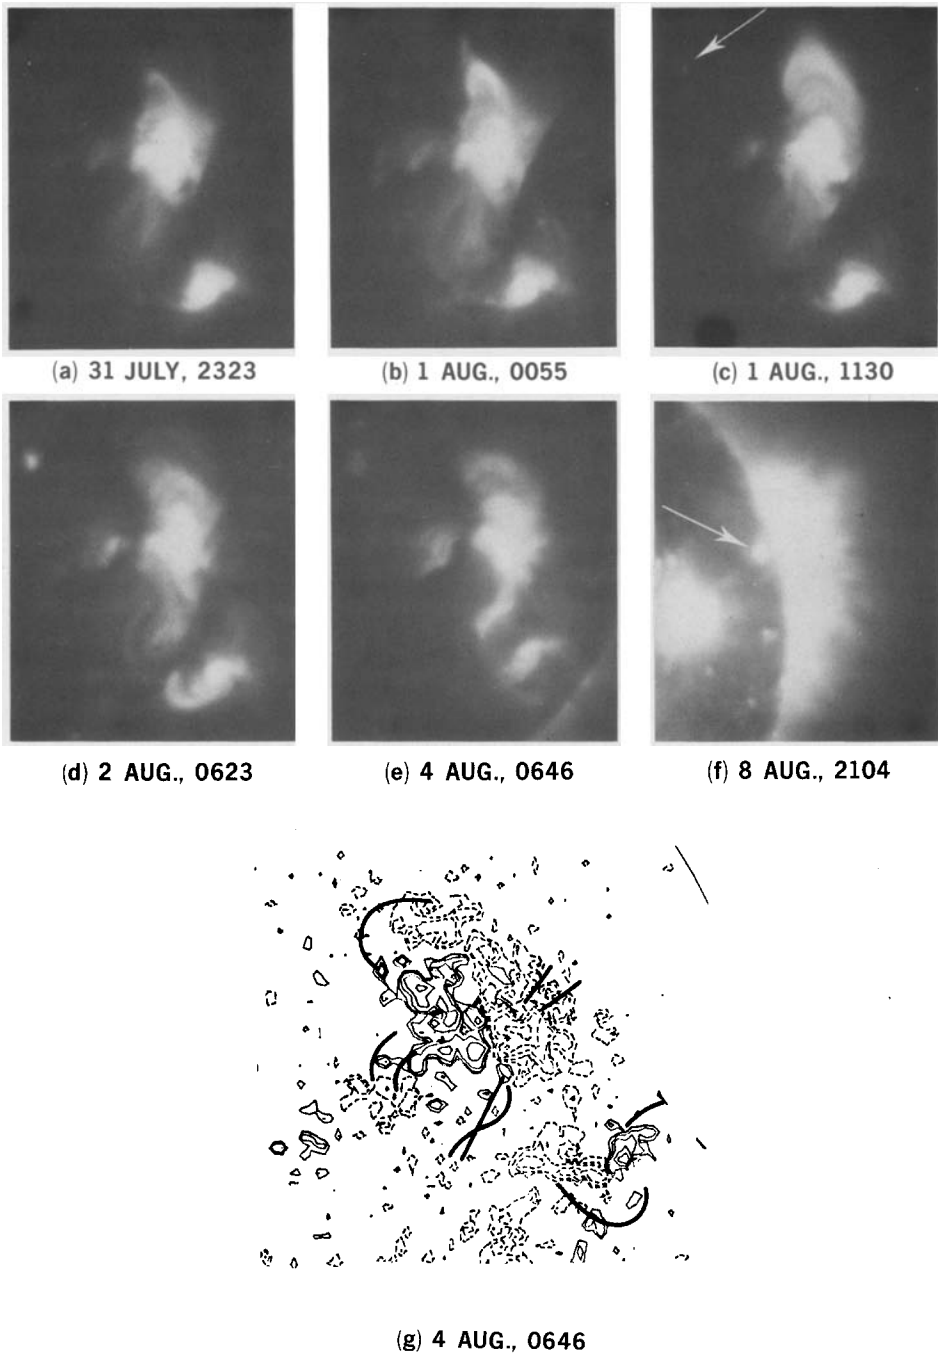 (a) 31 JULY, 2323
(b) 1 AUG., 0055
(c) 1 AUG., 1130
(d) 2 AUG., 0623
(e) 4 AUG., 0646
(f) 8 AUG., 2104
(g) 4 AUG., 0646